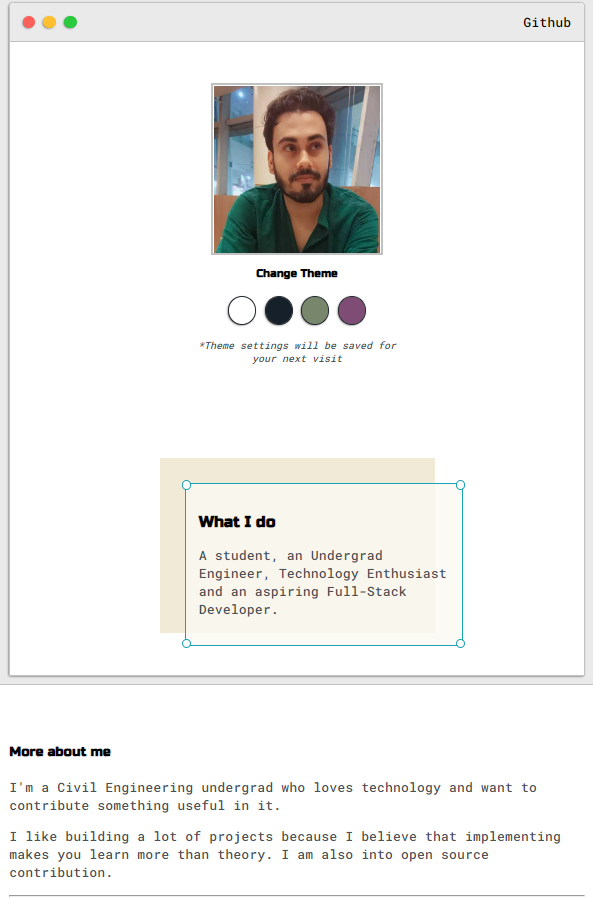 Github
Change Theme
*Theme settings will be saved for
your next visit
What I do
A student, an Undergrad
Engineer, Technology Enthusiast
and an aspiring Full-Stack
Developer.
More about me
I'm a Civil Engineering undergrad who loves technology and want to
contribute something useful in it.
I like building a lot of projects because I believe that implementing
makes you learn more than theory. I am also into open source
contribution.